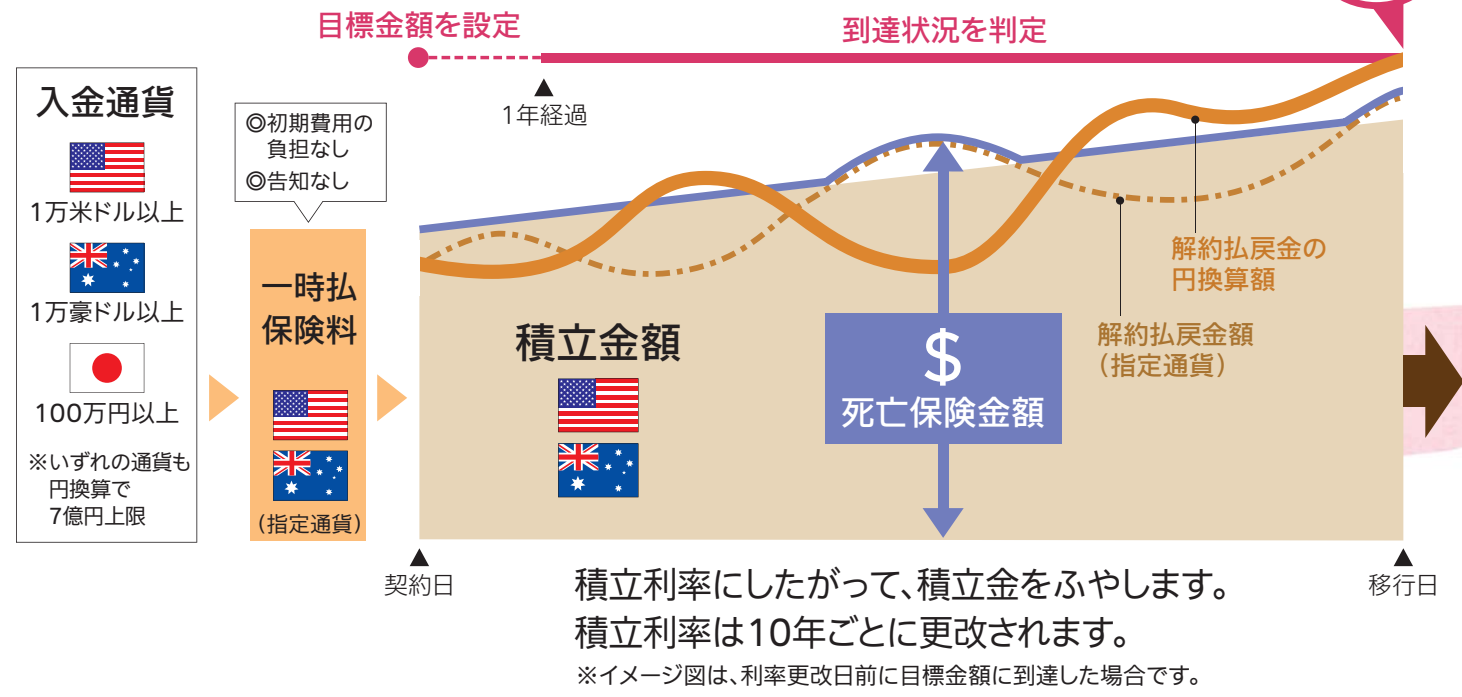 目標金額を設定
到達状況を判定
▲
1年経過
入金通貨
1万米ドル以上
1万豪ドル以上
100万円以上
※いずれの通貨も
円換算で
7億円上限
◎初期費用の
負担なし
◎告知なし
一時払
保険料
(指定通貨)
積立金額
$
死亡保険金額
解約払戻金の
円換算額
解約払戻金額
(指定通貨)
▲
契約日
▲
移行日
積立利率にしたがって、積立金をふやします。
積立利率は10年ごとに更改されます。
※イメージ図は、利率更改日前に目標金額に到達した場合です。